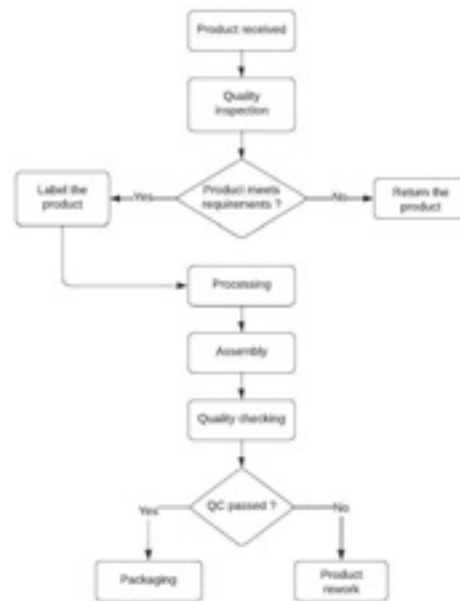 Product received
Quality
inspection
Label the
product
Yes
Product meets
requirements ?
No
Return the
product
Processing
Assembly
Quality checking
QC passed ?
Yes
No
Packaging
Product
rework